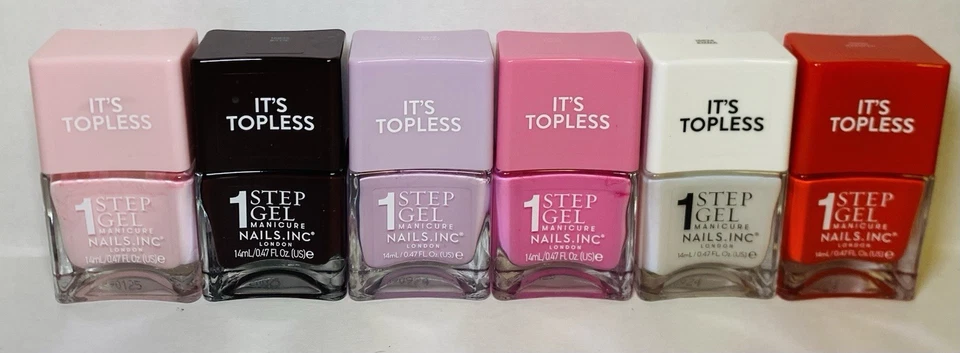 IT'S
TOPLESS
1 STEP
GEL
MANICURE
NAILS.INC®
LONDON
14mL/0.47 FL Oz. (US)℮
IT'S
TOPLESS
1 STEP
GEL
MANICURE
NAILS.INC®
LONDON
14mL/0.47 FL Oz. (US)℮
IT'S
TOPLESS
1 STEP
GEL
MANICURE
NAILS.INC®
LONDON
14mL/0.47 FL Oz. (US)℮
IT'S
TOPLESS
1 STEP
GEL
MANICURE
NAILS.INC®
LONDON
14mL/0.47 FL Oz. (US)℮
IT'S
TOPLESS
1 STEP
GEL
MANICURE
NAILS.INC®
LONDON
14mL/0.47 FL Oz. (US)℮
IT'S
TOPLESS
1 STEP
GEL
MANICURE
NAILS.INC®
LONDON
14mL/0.47 FL Oz. (US)℮